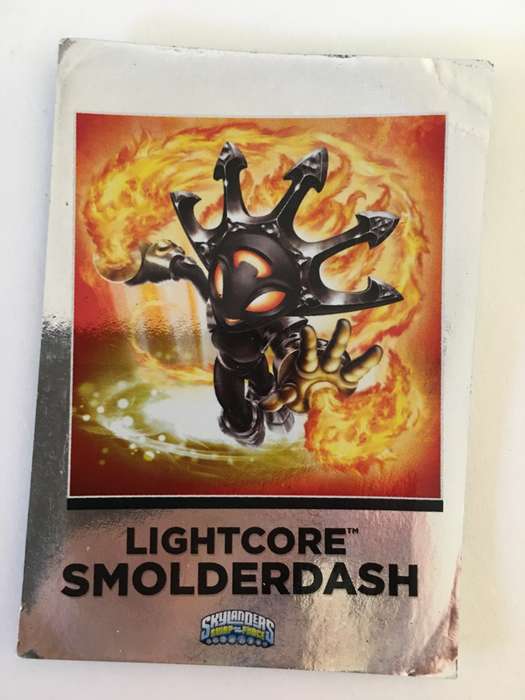 LIGHTCORE™
SMOLDERDASH
SKYLANDERS
SWAP FORCE